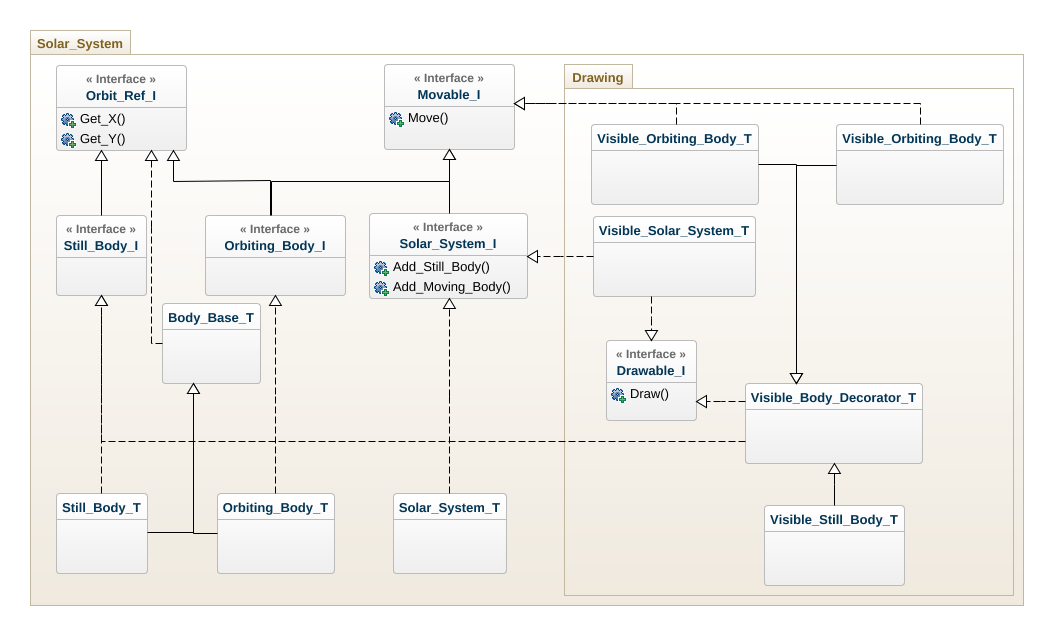 Solar_System
« Interface »
Orbit_Ref_I
Get_X()
Get_Y()
« Interface »
Movable_I
Move()
Drawing
Visible_Orbiting_Body_T
Visible_Orbiting_Body_T
« Interface »
Still_Body_I
« Interface »
Orbiting_Body_I
« Interface »
Solar_System_I
Add_Still_Body()
Add_Moving_Body()
Visible_Solar_System_T
Body_Base_T
« Interface »
Drawable_I
Draw()
Visible_Body_Decorator_T
Still_Body_T
Orbiting_Body_T
Solar_System_T
Visible_Still_Body_T